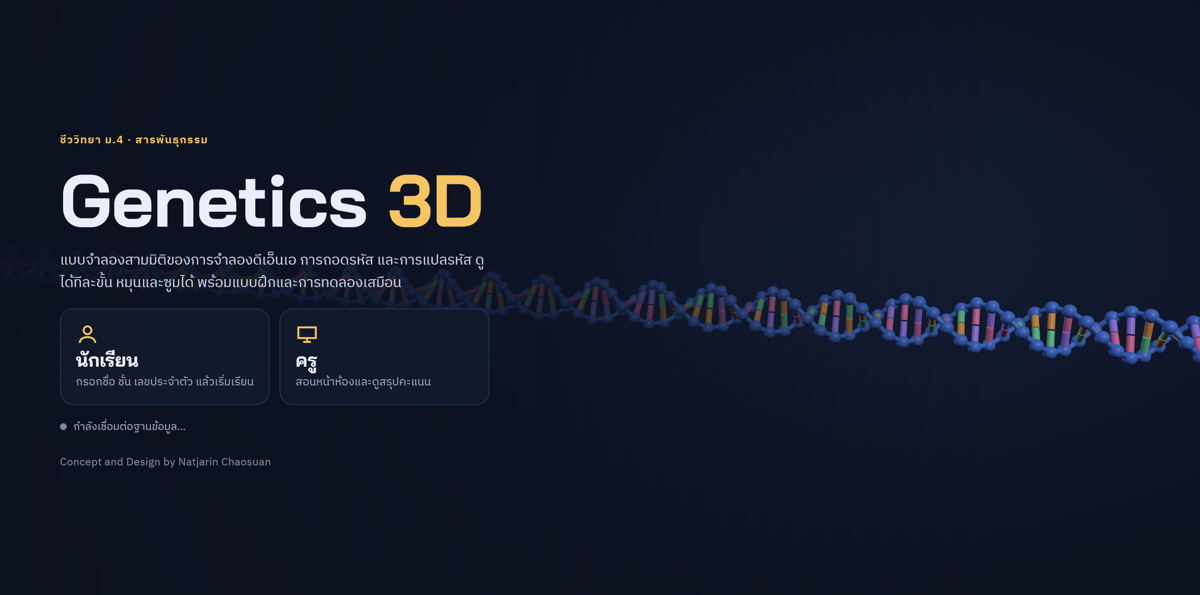 ชีววิทยา ม.4 · สารพันธุกรรม
Genetics 3D
แบบจำลองสามมิติของการจำลองดีเอ็นเอ การถอดรหัส และการแปลรหัส ดู
ได้ทีละขั้น หมุนและซูมได้ พร้อมแบบฝึกและการทดลองเสมือน
นักเรียน
กรอกชื่อ ชั้น เลขประจำตัว แล้วเริ่มเรียน
ครู
สอนหน้าห้องและดูสรุปคะแนน
กำลังเชื่อมต่อฐานข้อมูล...
Concept and Design by Natjarin Chaosuan